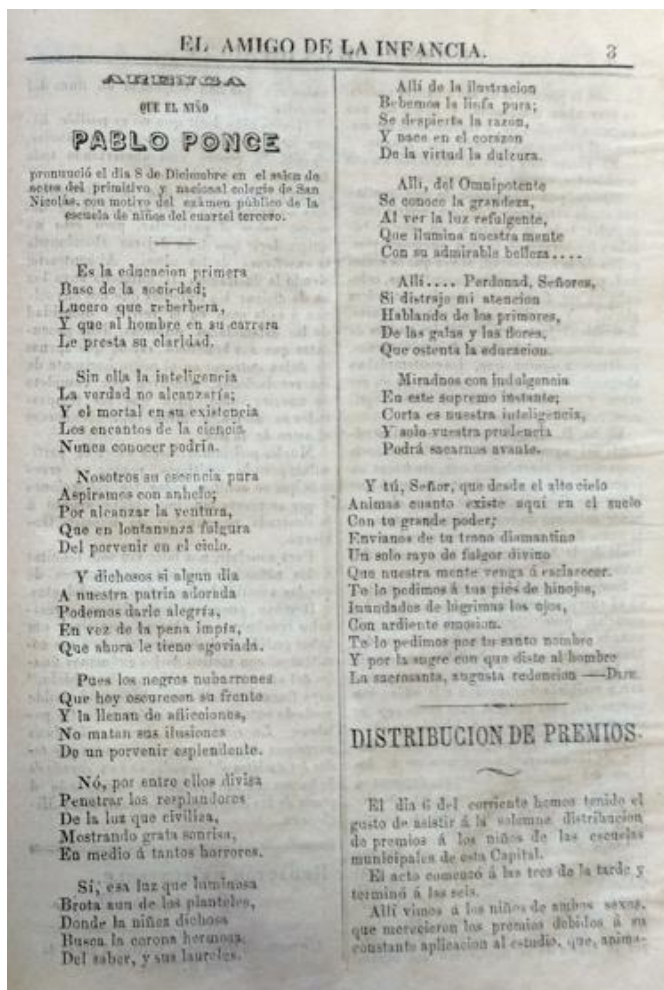 EL AMIGO DE LA INFANCIA. 3
ARENGA
QUE EL NIÑO
PABLO PONCE
pronunció el dia 8 de Diciembre en el salon de
actos del primitivo y nacional colegio de San
Nicolás, con motivo del exámen público de la
escuela de niños del cuartel tercero.
Es la educacion primera
Base de la sociedad;
Lucero que reberbera,
Y que al hombre en su carrera
Le presta su claridad.
Sin ella la inteligencia
La verdad no alcanzaría;
Y el mortal en su existencia
Los encantos de la ciencia
Nunca conocer podría.
Nosotros su escencia pura
Aspiramos con anhelo;
Por alcanzar la ventura,
Que en lontananza fulgura
Del porvenir en el cielo.
Y dichosos si algun dia
A nuestra patria adorada
Podemos darle alegría,
En vez de la pena impía,
Que ahora le tiene agoviada.
Pues los negros nubarrones
Que hoy oscurecen su frente
Y la llenan de aflicciones,
No matan sus ilusiones
De un porvenir esplendente.
Nó, por entre ellos divisa
Penetrar los resplandores
De la luz que civiliza,
Mostrando grata sonrisa,
En medio á tantos horrores.
Sí, esa luz que luminosa
Brota aun de los planteles,
Donde la niñez dichosa
Busca la corona hermosa
Del saber, y sus laureles.
Allí de la ilustracion
Bebemos la linfa pura;
Se despierta la razon,
Y nace en el corazon
De la virtud la dulzura.
Allí, del Omnipotente
Se conoce la grandeza,
Al ver la luz refulgente,
Que ilumina nuestra mente
Con su admirable belleza....
Allí.... Perdonad, Señores,
Si distraje mi atencion
Hablando de los primores,
De las galas y las flores,
Que ostenta la educacion.
Miradnos con indulgencia
En este supremo instante;
Corta es nuestra inteligencia,
Y solo vuestra prudencia
Podrá sacarnos avante.
Y tú, Señor, que desde el alto cielo
Animas cuanto existe aquí en el suelo
Con tu grande poder;
Envianos de tu trono diamantino
Un solo rayo de fulgor divino
Que nuestra mente venga á esclarecer.
Te lo pedimos á tus piés de hinojos,
Inundados de lágrimas los ojos,
Con ardiente emosion.
Te lo pedimos por tu santo nombre
Y por la sagre con que diste al hombre
La sacrosanta, augusta redencion —DIJE.
DISTRIBUCION DE PREMIOS.
El dia 6 del corriente hemos tenido el
gusto de asistir á la solemne distribucion
de premios á los niños de las escuelas
municipales de esta Capital.
El acto comenzó á las tres de la tarde y
terminó á las seis.
Allí vimos á los niños de ambos sexos,
que merecieron los premios debidos á su
constante aplicacion al estudio, que, anima-